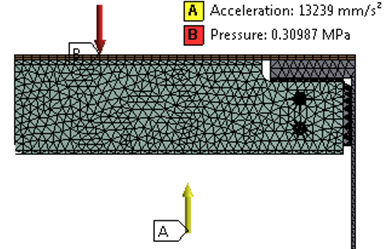 A Acceleration: 13239 mm/s²
B Pressure: 0.30987 MPa
B
A